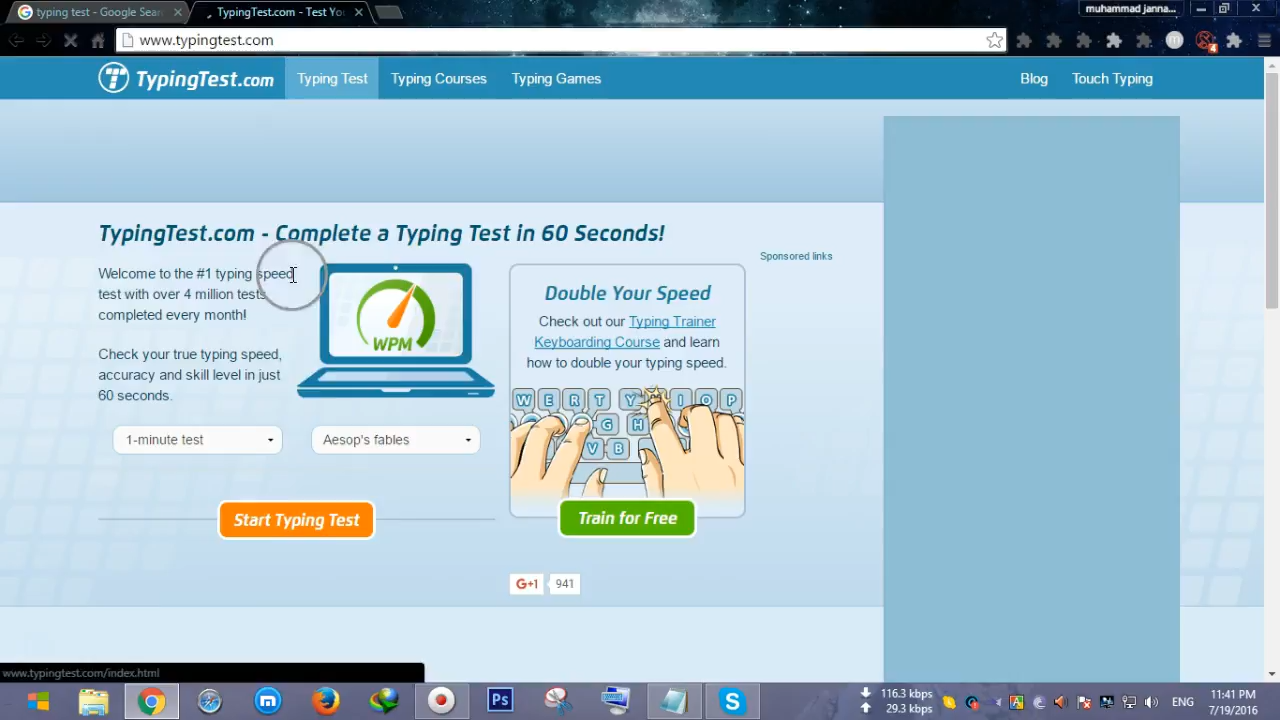 typing test - Google Sear
TypingTest.com - Test Yo
muhammad janna...
www.typingtest.com
4
TypingTest.com
Typing Test
Typing Courses
Typing Games
Blog
Touch Typing
TypingTest.com - Complete a Typing Test in 60 Seconds!
Sponsored links
Welcome to the #1 typing speed
test with over 4 million tests
completed every month!
Check your true typing speed,
accuracy and skill level in just
60 seconds.
WPM
Double Your Speed
Check out our Typing Trainer
Keyboarding Course and learn
how to double your typing speed.
W E R T Y I O P
G H
V B
1-minute test
Aesop's fables
Start Typing Test
Train for Free
G+1 941
www.typingtest.com/index.html
Ps
116.3 kbps
29.3 kbps
ENG
11:41 PM
7/19/2016